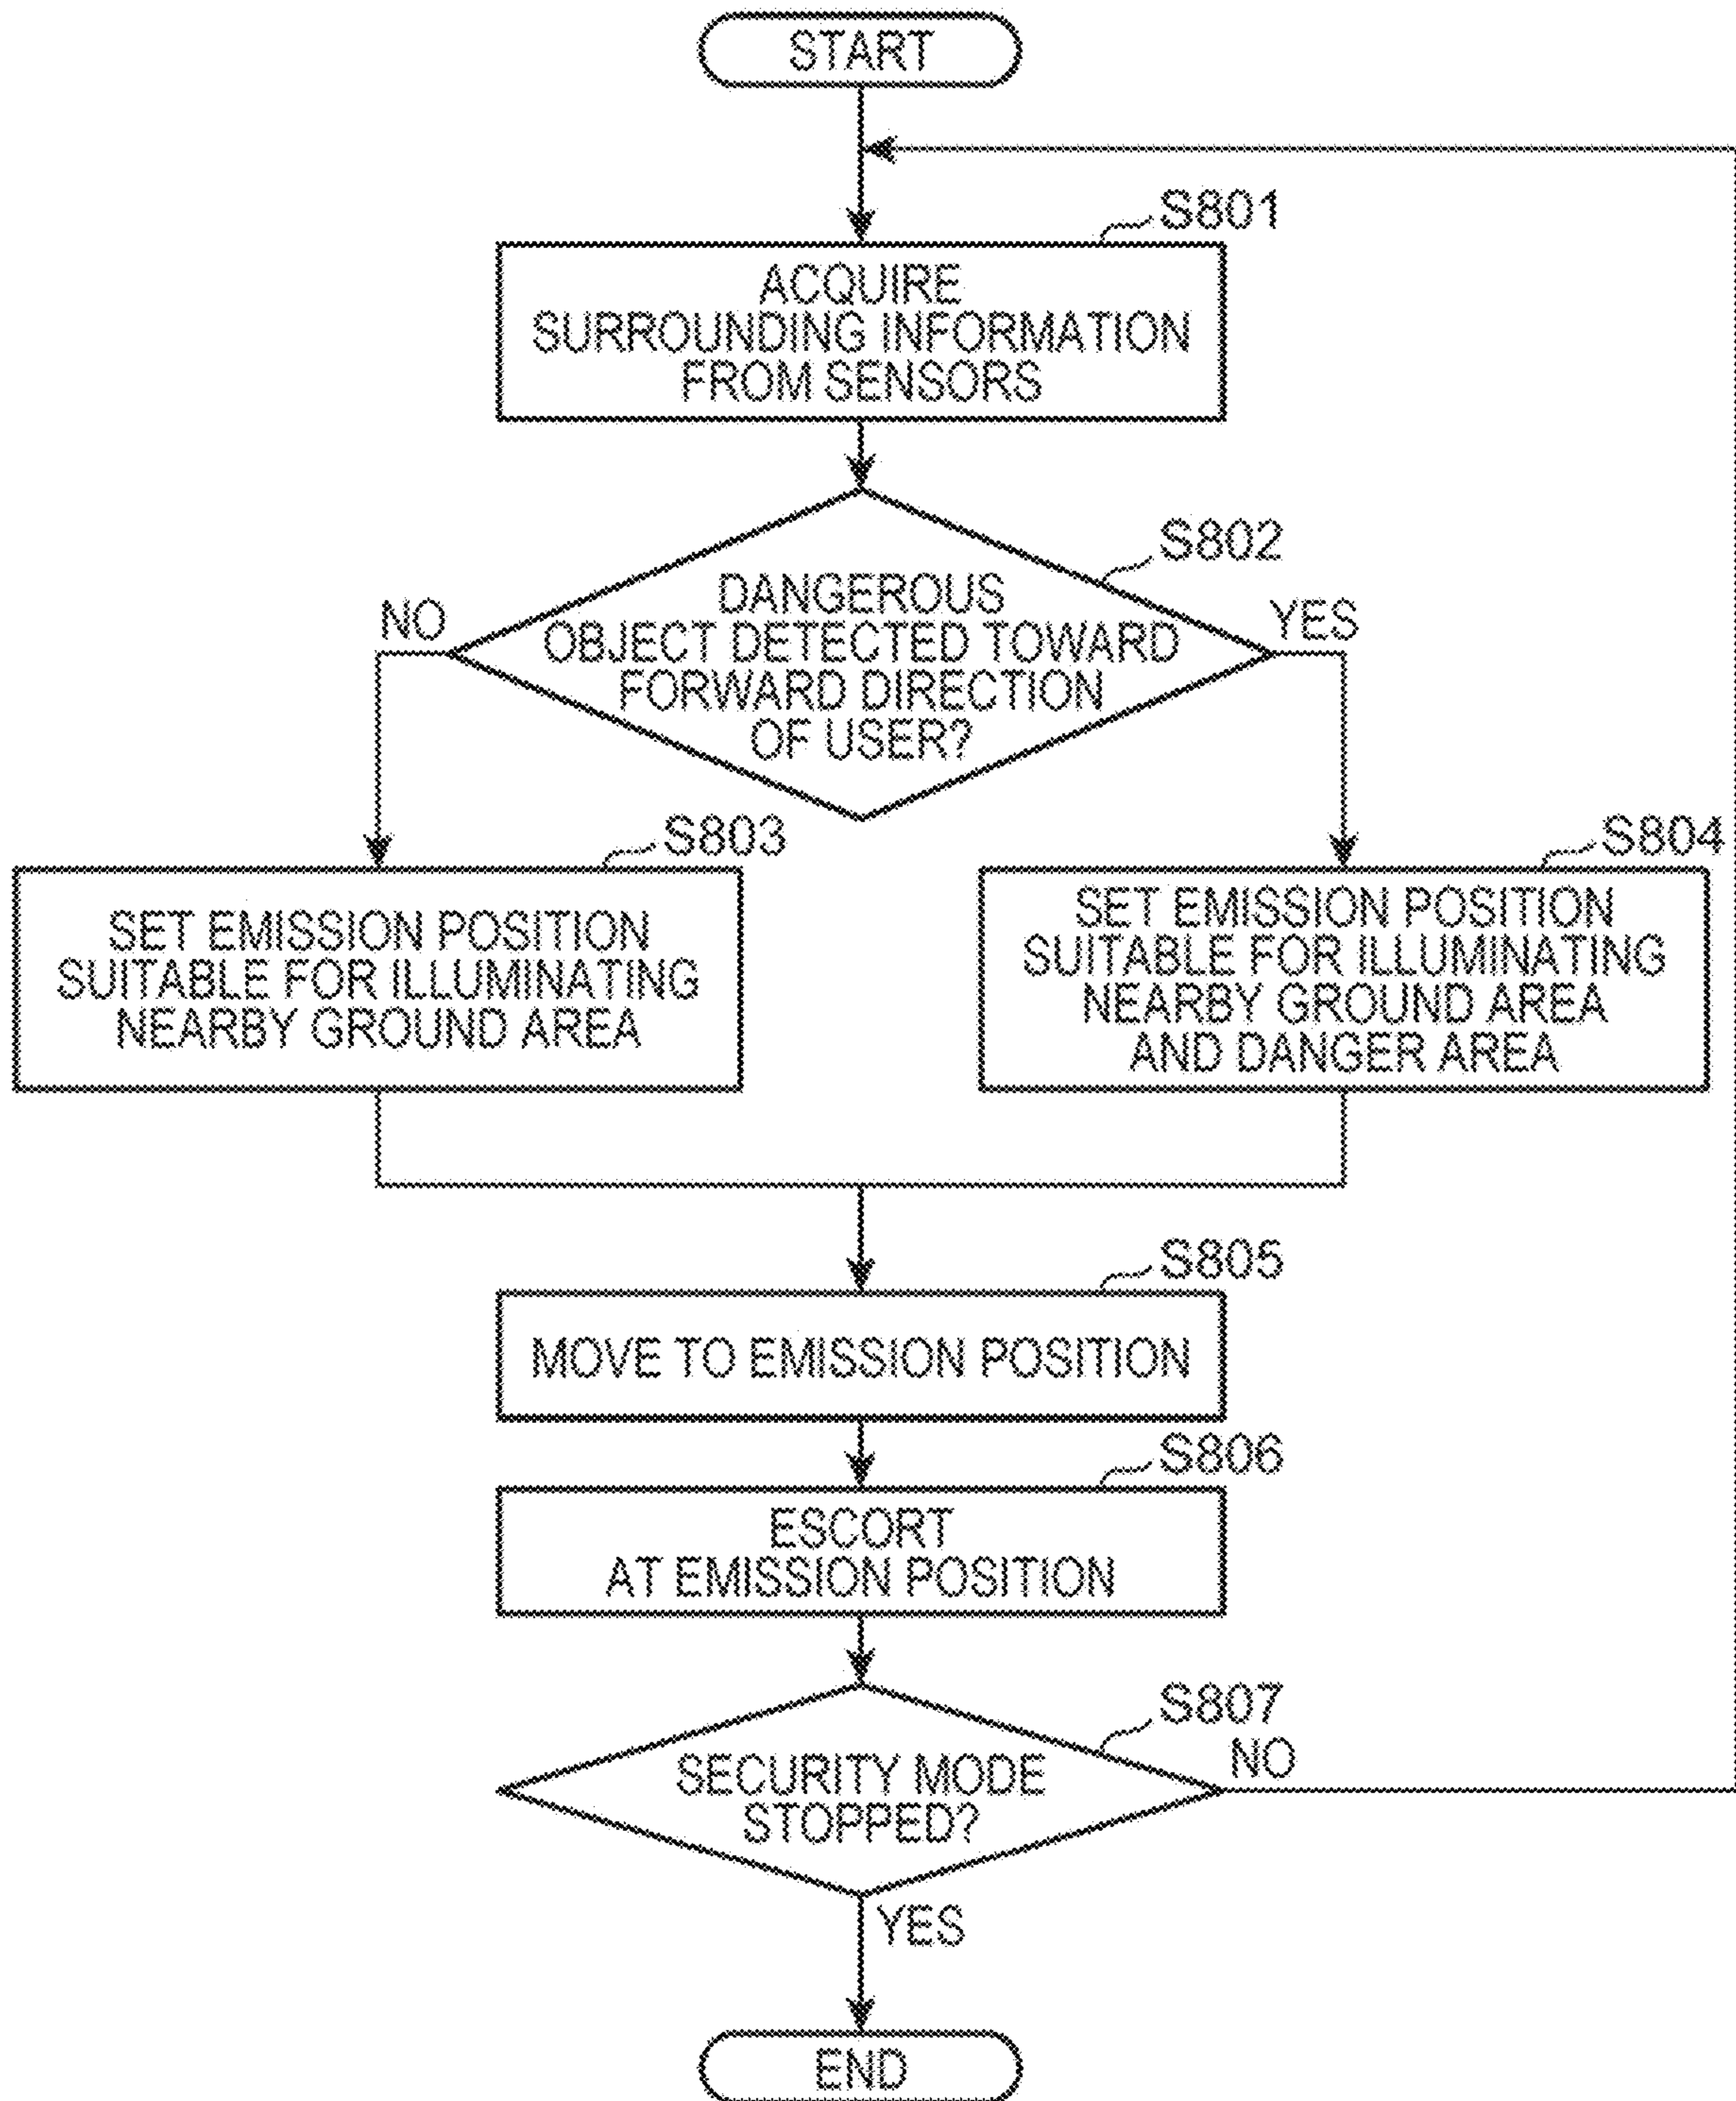 START
S801
ACQUIRE
SURROUNDING INFORMATION
FROM SENSORS
S802
DANGEROUS
OBJECT DETECTED TOWARD
FORWARD DIRECTION
OF USER?
NO
YES
S803
SET EMISSION POSITION
SUITABLE FOR ILLUMINATING
NEARBY GROUND AREA
S804
SET EMISSION POSITION
SUITABLE FOR ILLUMINATING
NEARBY GROUND AREA
AND DANGER AREA
S805
MOVE TO EMISSION POSITION
S806
ESCORT
AT EMISSION POSITION
S807
SECURITY MODE
STOPPED?
NO
YES
END